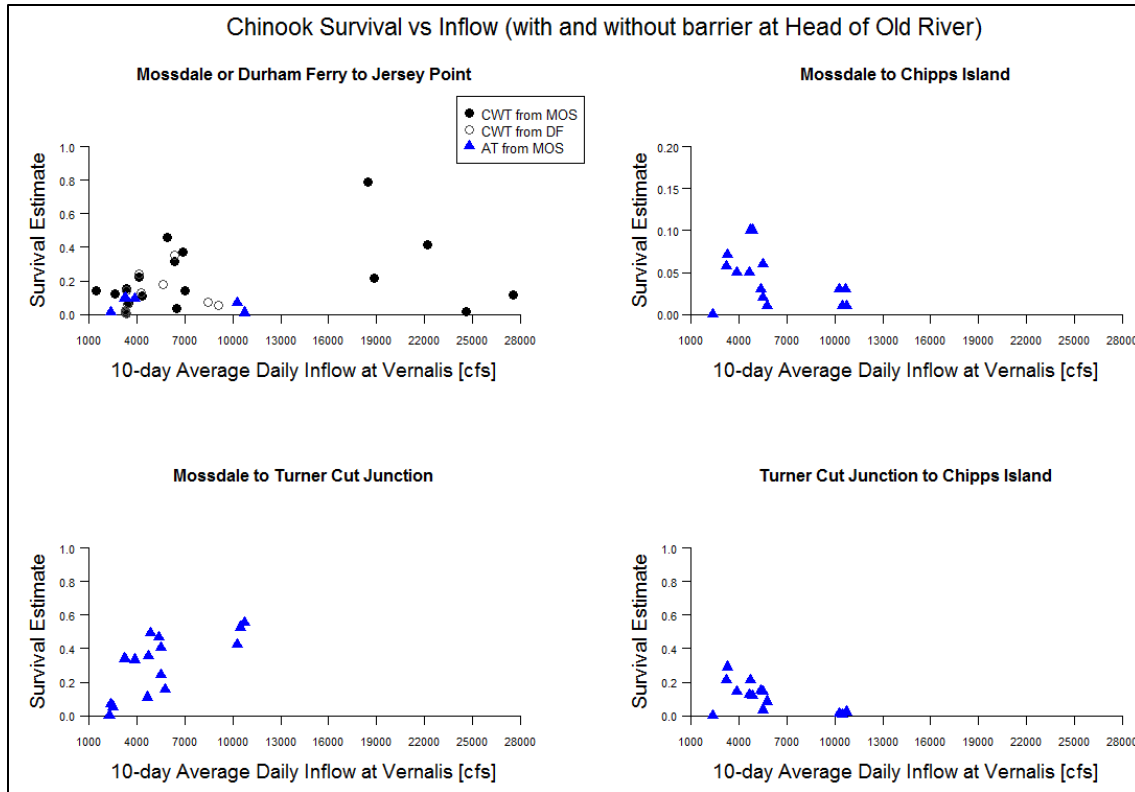 Chinook Survival vs Inflow (with and without barrier at Head of Old River)
Mossdale or Durham Ferry to Jersey Point
CWT from MOS
CWT from DF
AT from MOS
Survival Estimate
1.0
0.8
0.6
0.4
0.2
0.0
1000 4000 7000 10000 13000 16000 19000 22000 25000 28000
10-day Average Daily Inflow at Vernalis [cfs]
Mossdale to Chipps Island
Survival Estimate
0.20
0.15
0.10
0.05
0.00
1000 4000 7000 10000 13000 16000 19000 22000 25000 28000
10-day Average Daily Inflow at Vernalis [cfs]
Mossdale to Turner Cut Junction
Survival Estimate
1.0
0.8
0.6
0.4
0.2
0.0
1000 4000 7000 10000 13000 16000 19000 22000 25000 28000
10-day Average Daily Inflow at Vernalis [cfs]
Turner Cut Junction to Chipps Island
Survival Estimate
1.0
0.8
0.6
0.4
0.2
0.0
1000 4000 7000 10000 13000 16000 19000 22000 25000 28000
10-day Average Daily Inflow at Vernalis [cfs]